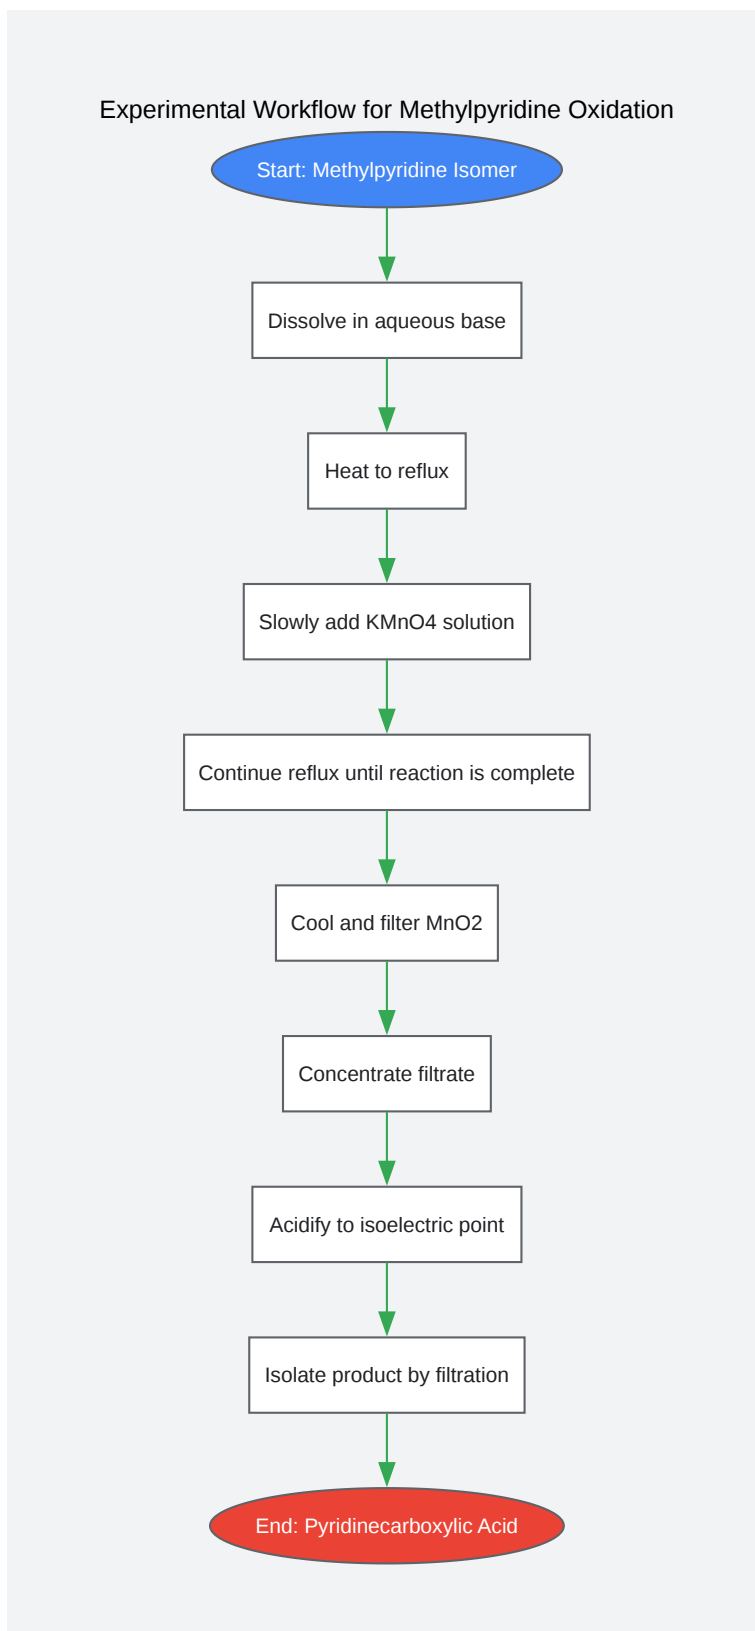 Experimental Workflow for Methylpyridine Oxidation
Start: Methylpyridine Isomer
Dissolve in aqueous base
Heat to reflux
Slowly add KMnO4 solution
Continue reflux until reaction is complete
Cool and filter MnO2
Concentrate filtrate
Acidify to isoelectric point
Isolate product by filtration
End: Pyridinecarboxylic Acid